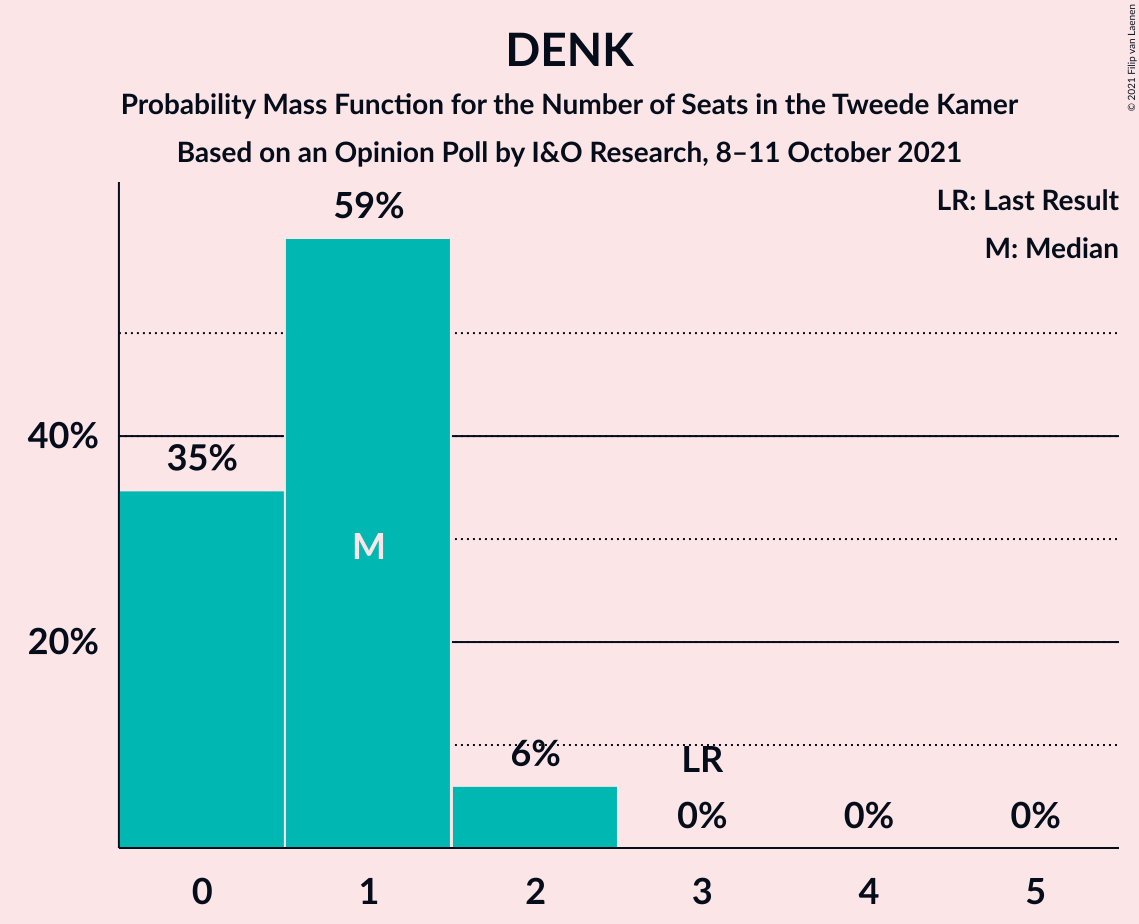 DENK
Probability Mass Function for the Number of Seats in the Tweede Kamer
Based on an Opinion Poll by I&O Research, 8–11 October 2021
© 2021 Filip van Laenen
LR: Last Result
M: Median
59%
40%
35%
M
20%
6%
LR
0%
0%
0%
0 1 2 3 4 5